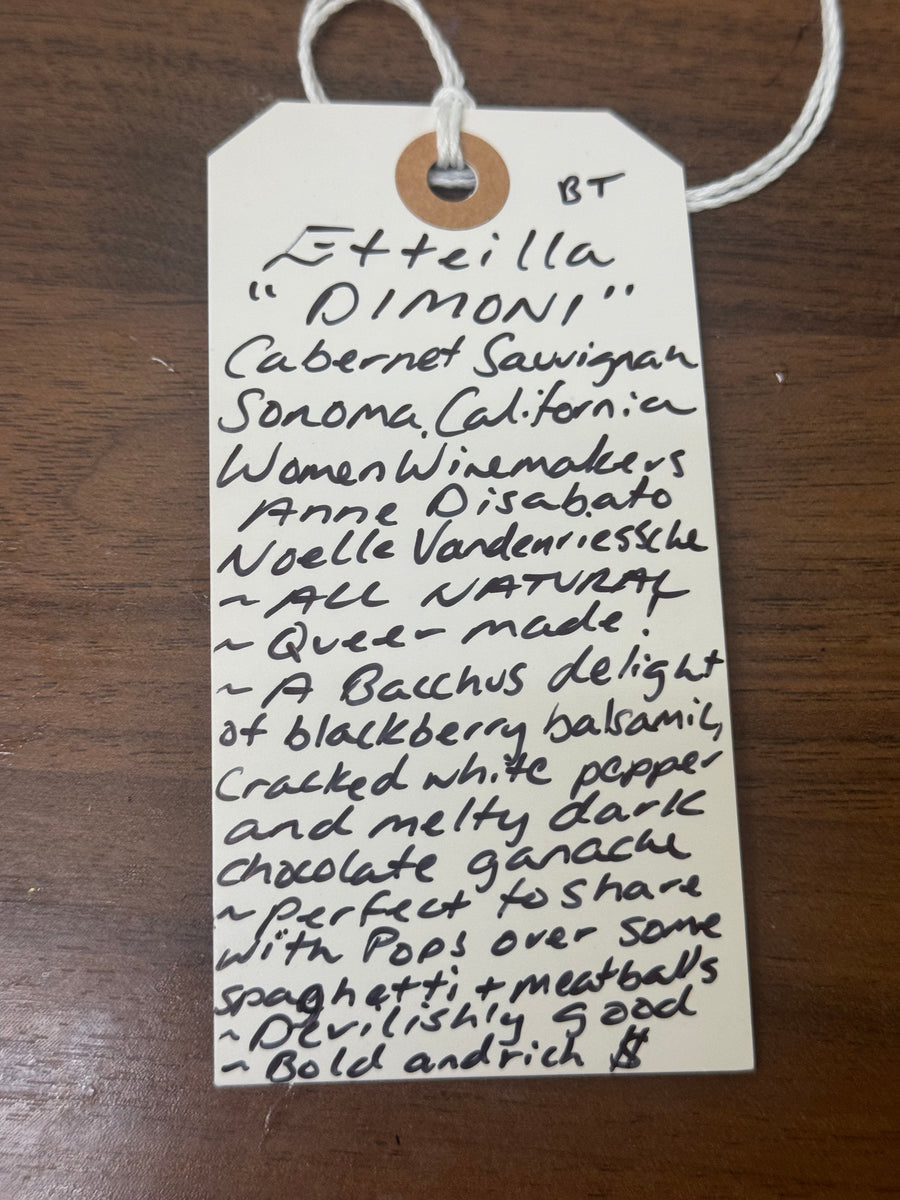 BT
Etteilla
"DIMONI"
Cabernet Sauvignan
Sonoma, California
Women Winemakers
Anne Disabato
Noelle Vandenriessche
~ ALL NATURAL
~ Queer-made.
~ A Bacchus delight
of blackberry balsamic,
Cracked white pepper
and melty dark
chocolate ganache
~ Perfect to share
with Pops over some
spaghetti + meatballs
~ Devilishly good
~ Bold and rich $